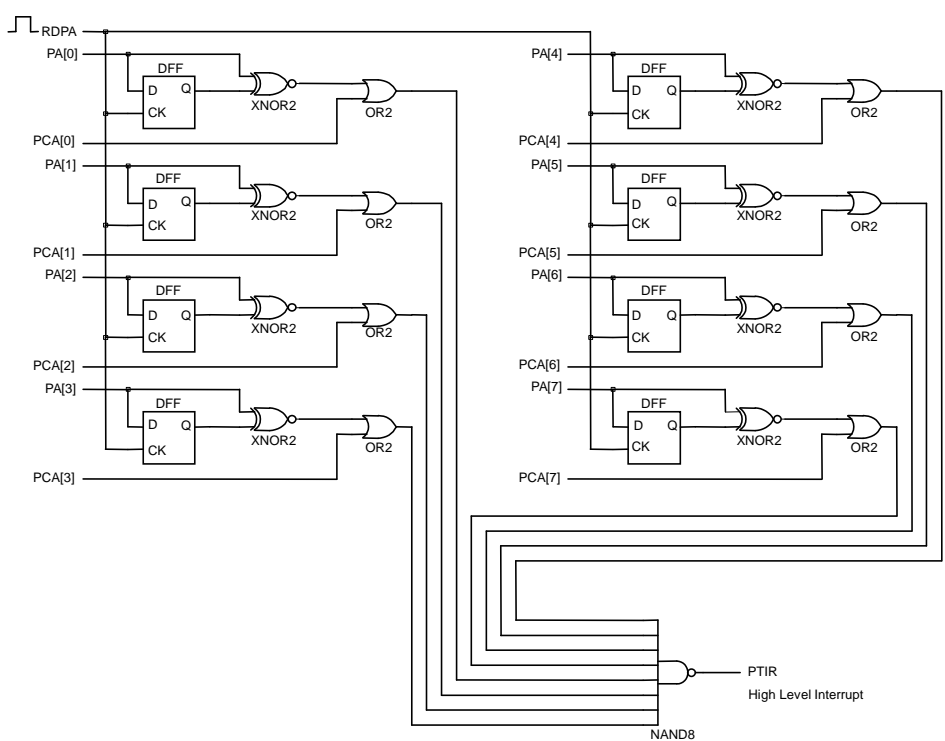 RDPA
PA[0]
DFF
D
Q
CK
XNOR2
OR2
PCA[0]
PA[1]
DFF
D
Q
CK
XNOR2
OR2
PCA[1]
PA[2]
DFF
D
Q
CK
XNOR2
OR2
PCA[2]
PA[3]
DFF
D
Q
CK
XNOR2
OR2
PCA[3]
PA[4]
DFF
D
Q
CK
XNOR2
OR2
PCA[4]
PA[5]
DFF
D
Q
CK
XNOR2
OR2
PCA[5]
PA[6]
DFF
D
Q
CK
XNOR2
OR2
PCA[6]
PA[7]
DFF
D
Q
CK
XNOR2
OR2
PCA[7]
PTIR
High Level Interrupt
NAND8